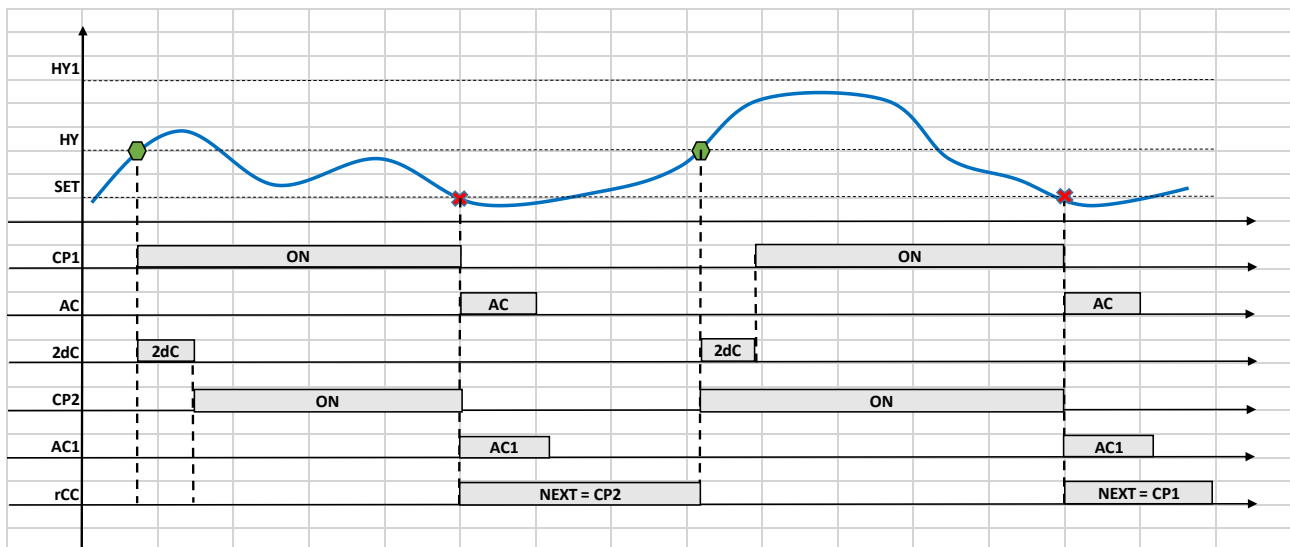 HY1
HY
SET
CP1 ON ON
AC AC AC
2dC 2dC 2dC
CP2 ON ON
AC1 AC1 AC1
rCC NEXT = CP2 NEXT = CP1